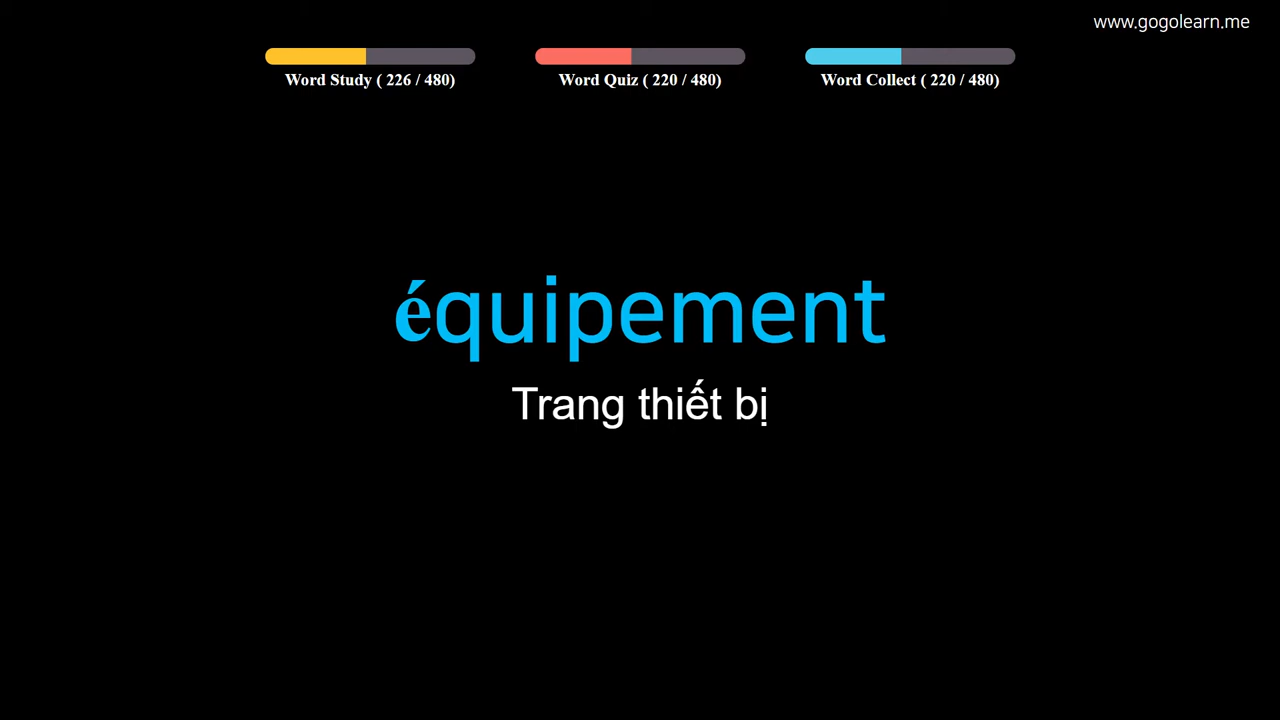 www.gogolearn.me
Word Study ( 226 / 480)
Word Quiz ( 220 / 480)
Word Collect ( 220 / 480)
équipement
Trang thiết bị